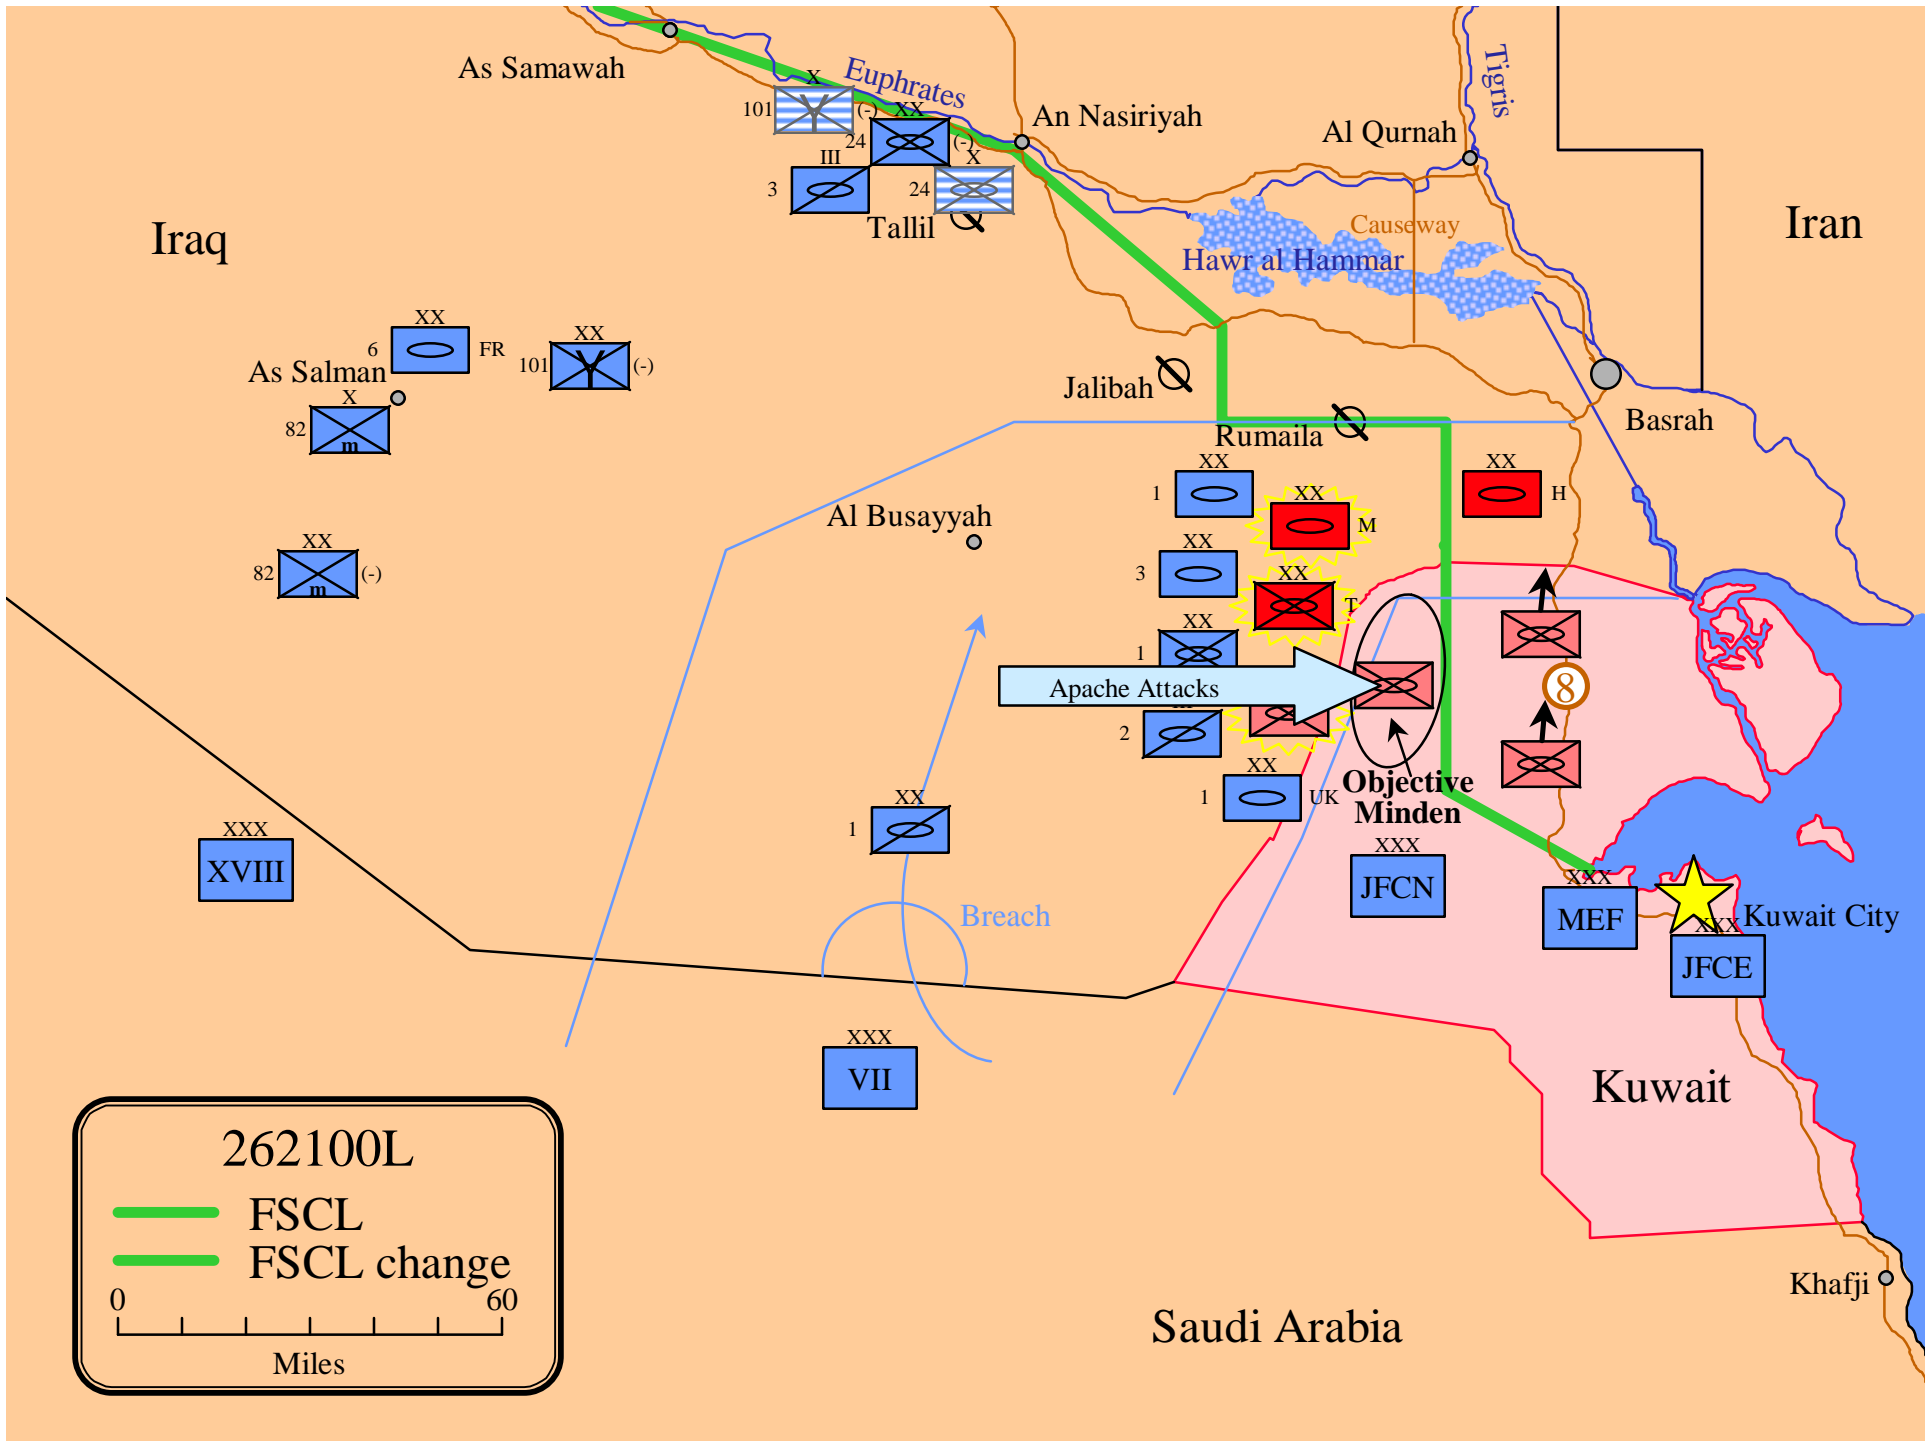 As Samawah
Euphrates
Tigris
X
101
(-)
XX
24
(-)
An Nasiriyah
Al Qurnah
III
3
X
24
Tallil
Causeway
Hawr al Hammar
Iraq
Iran
XX
6
FR
XX
101
(-)
As Salman
X
82
m
Jalibah
Rumaila
Basrah
XX
1
XX
M
XX
H
Al Busayyah
XX
82
(-)
m
XX
3
XX
T
XX
1
Apache Attacks
8
2
XX
1
UK
Objective
Minden
XX
1
XXX
XVIII
XXX
JFCN
XXX
MEF
Kuwait City
XXX
JFCE
Breach
XXX
VII
Kuwait
262100L
FSCL
FSCL change
0
60
Miles
Khafji
Saudi Arabia